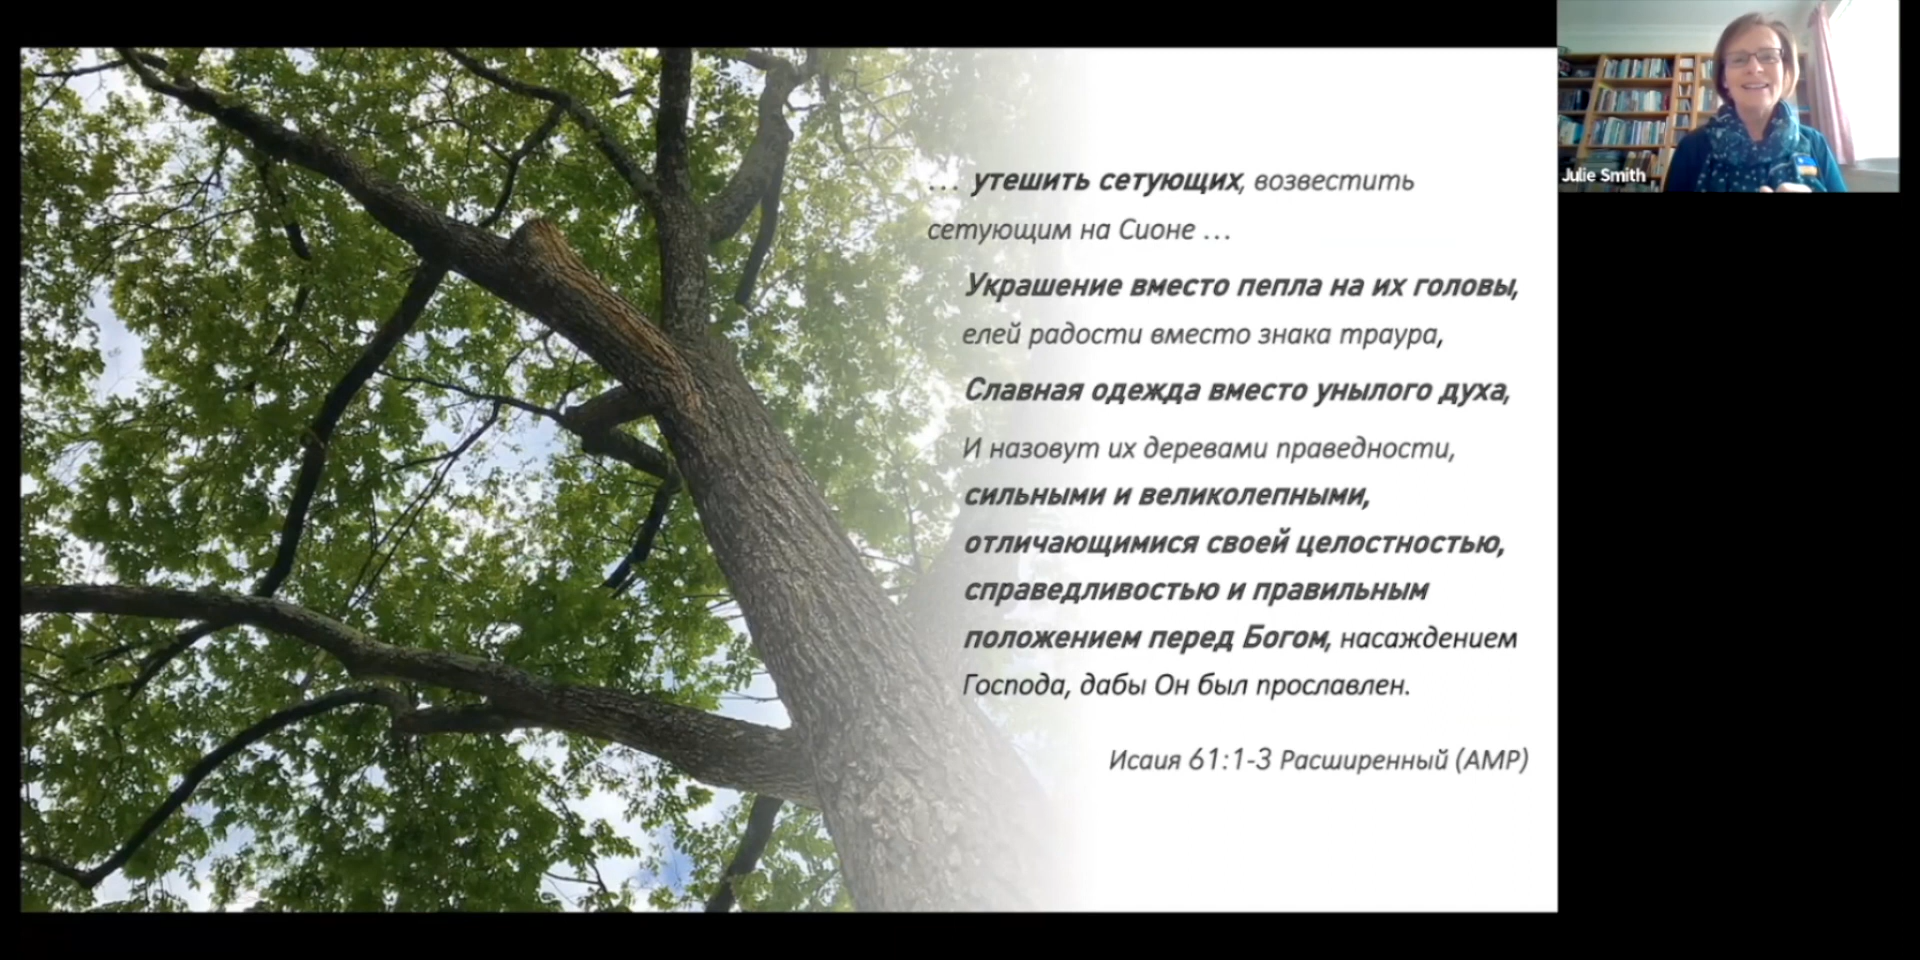 … утешить сетующих, возвестить
сетующим на Сионе …
Украшение вместо пепла на их головы,
елей радости вместо знака траура,
Славная одежда вместо унылого духа,
И назовут их деревами праведности,
сильными и великолепными,
отличающимися своей целостностью,
справедливостью и правильным
положением перед Богом, насаждением
Господа, дабы Он был прославлен.
Исаия 61:1-3 Расширенный (AMP)
Julie Smith